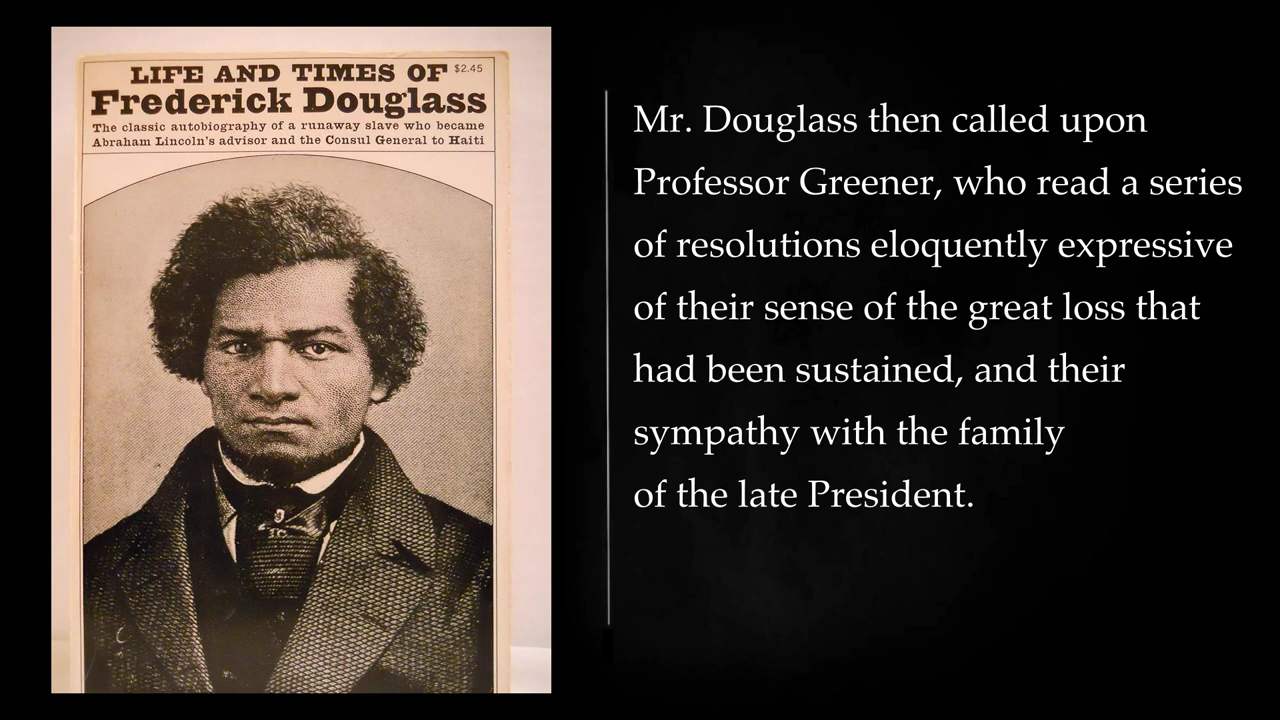 LIFE AND TIMES OF $2.45
Frederick Douglass
The classic autobiography of a runaway slave who became
Abraham Lincoln's advisor and the Consul General to Haiti
Mr. Douglass then called upon
Professor Greener, who read a series
of resolutions eloquently expressive
of their sense of the great loss that
had been sustained, and their
sympathy with the family
of the late President.